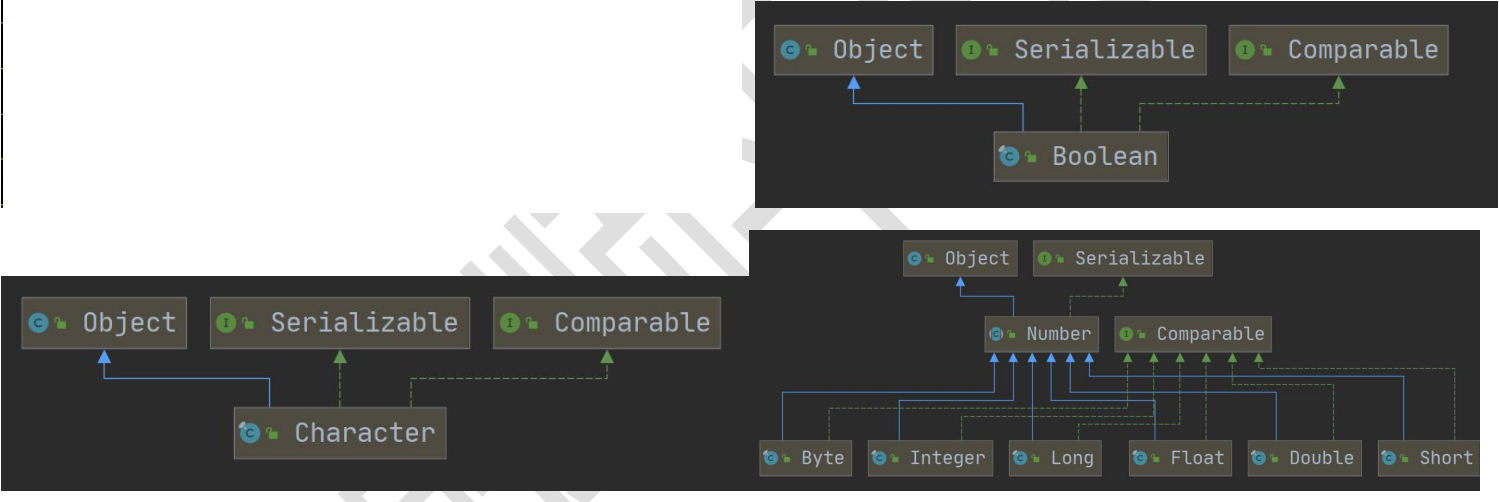 Object Serializable Comparable
Boolean
Object Serializable Comparable
Character
Object Serializable
Number Comparable
Byte Integer Long Float Double Short